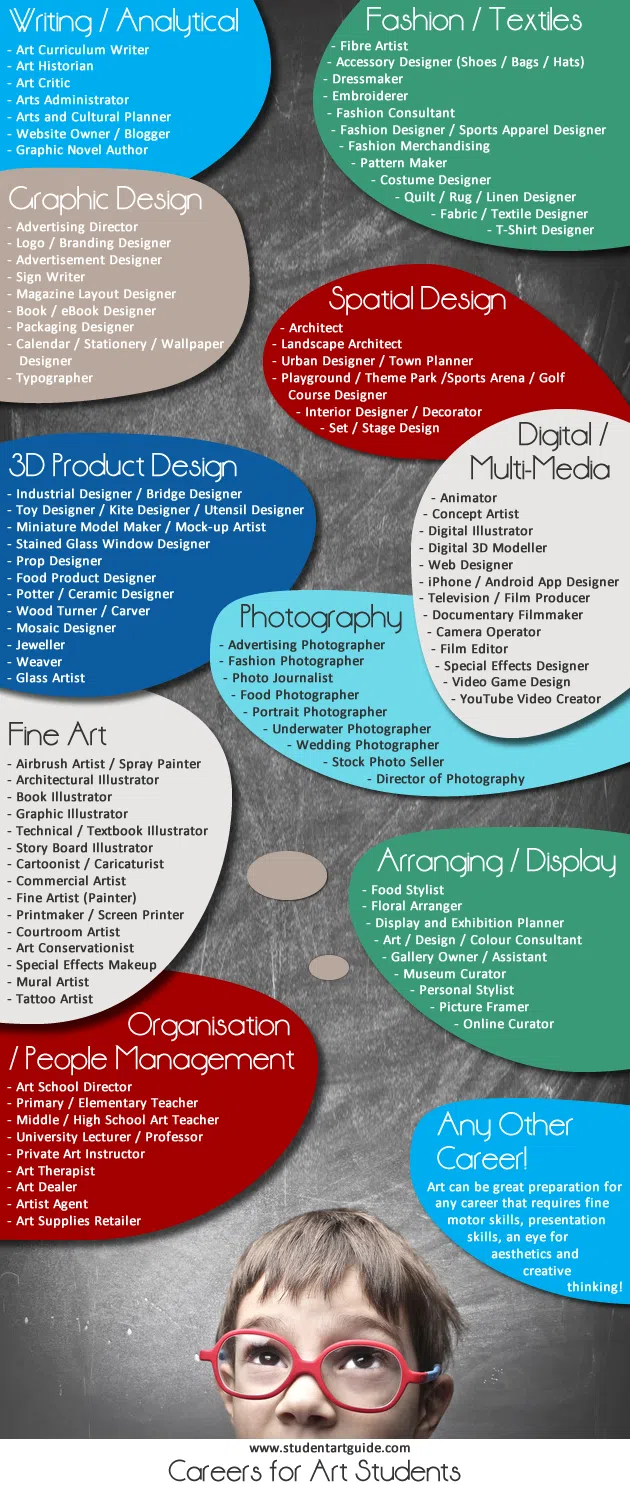 Writing / Analytical
- Art Curriculum Writer
- Art Historian
- Art Critic
- Arts Administrator
- Arts and Cultural Planner
- Website Owner / Blogger
- Graphic Novel Author
Fashion / Textiles
- Fibre Artist
- Accessory Designer (Shoes / Bags / Hats)
- Dressmaker
- Embroiderer
- Fashion Consultant
- Fashion Designer / Sports Apparel Designer
- Fashion Merchandising
- Pattern Maker
- Costume Designer
- Quilt / Rug / Linen Designer
- Fabric / Textile Designer
- T-Shirt Designer
Graphic Design
- Advertising Director
- Logo / Branding Designer
- Advertisement Designer
- Sign Writer
- Magazine Layout Designer
- Book / eBook Designer
- Packaging Designer
- Calendar / Stationery / Wallpaper
Designer
- Typographer
Spatial Design
- Architect
- Landscape Architect
- Urban Designer / Town Planner
- Playground / Theme Park /Sports Arena / Golf
Course Designer
- Interior Designer / Decorator
- Set / Stage Design
3D Product Design
- Industrial Designer / Bridge Designer
- Toy Designer / Kite Designer / Utensil Designer
- Miniature Model Maker / Mock-up Artist
- Stained Glass Window Designer
- Prop Designer
- Food Product Designer
- Potter / Ceramic Designer
- Wood Turner / Carver
- Mosaic Designer
- Jeweller
- Weaver
- Glass Artist
Digital /
Multi-Media
- Animator
- Concept Artist
- Digital Illustrator
- Digital 3D Modeller
- Web Designer
- iPhone / Android App Designer
- Television / Film Producer
- Documentary Filmmaker
- Camera Operator
- Film Editor
- Special Effects Designer
- Video Game Design
- YouTube Video Creator
Photography
- Advertising Photographer
- Fashion Photographer
- Photo Journalist
- Food Photographer
- Portrait Photographer
- Underwater Photographer
- Wedding Photographer
- Stock Photo Seller
- Director of Photography
Fine Art
- Airbrush Artist / Spray Painter
- Architectural Illustrator
- Book Illustrator
- Graphic Illustrator
- Technical / Textbook Illustrator
- Story Board Illustrator
- Cartoonist / Caricaturist
- Commercial Artist
- Fine Artist (Painter)
- Printmaker / Screen Printer
- Courtroom Artist
- Art Conservationist
- Special Effects Makeup
- Mural Artist
- Tattoo Artist
Arranging / Display
- Food Stylist
- Floral Arranger
- Display and Exhibition Planner
- Art / Design / Colour Consultant
- Gallery Owner / Assistant
- Museum Curator
- Personal Stylist
- Picture Framer
- Online Curator
Organisation
/ People Management
- Art School Director
- Primary / Elementary Teacher
- Middle / High School Art Teacher
- University Lecturer / Professor
- Private Art Instructor
- Art Therapist
- Art Dealer
- Artist Agent
- Art Supplies Retailer
Any Other
Career!
Art can be great preparation for
any career that requires fine
motor skills, presentation
skills, an eye for
aesthetics and
creative
thinking!
www.studentartguide.com
Careers for Art Students